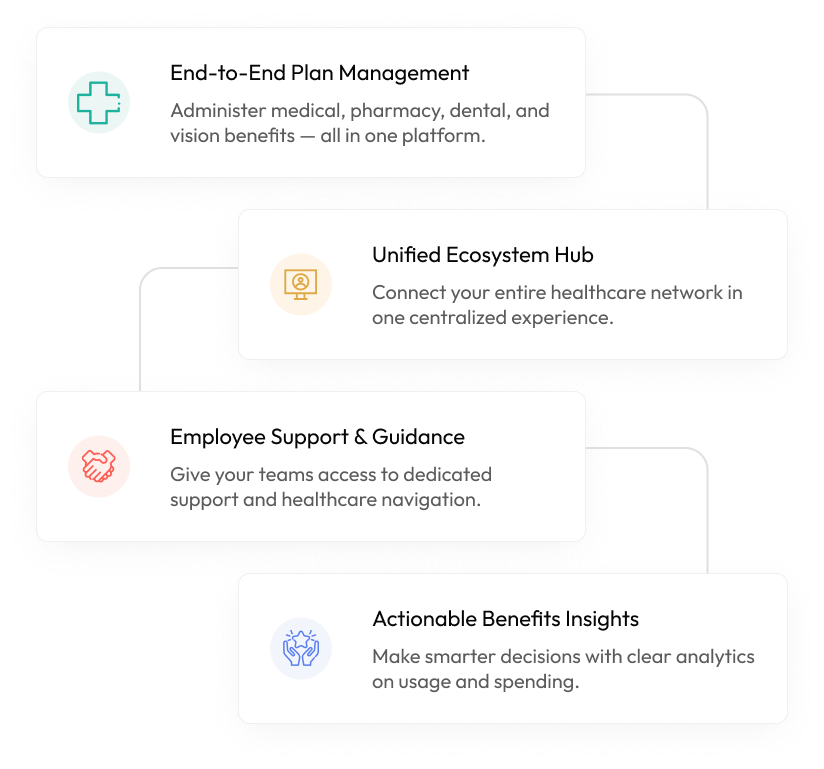 End-to-End Plan Management
Administer medical, pharmacy, dental, and
vision benefits — all in one platform.
Unified Ecosystem Hub
Connect your entire healthcare network in
one centralized experience.
Employee Support & Guidance
Give your teams access to dedicated
support and healthcare navigation.
Actionable Benefits Insights
Make smarter decisions with clear analytics
on usage and spending.